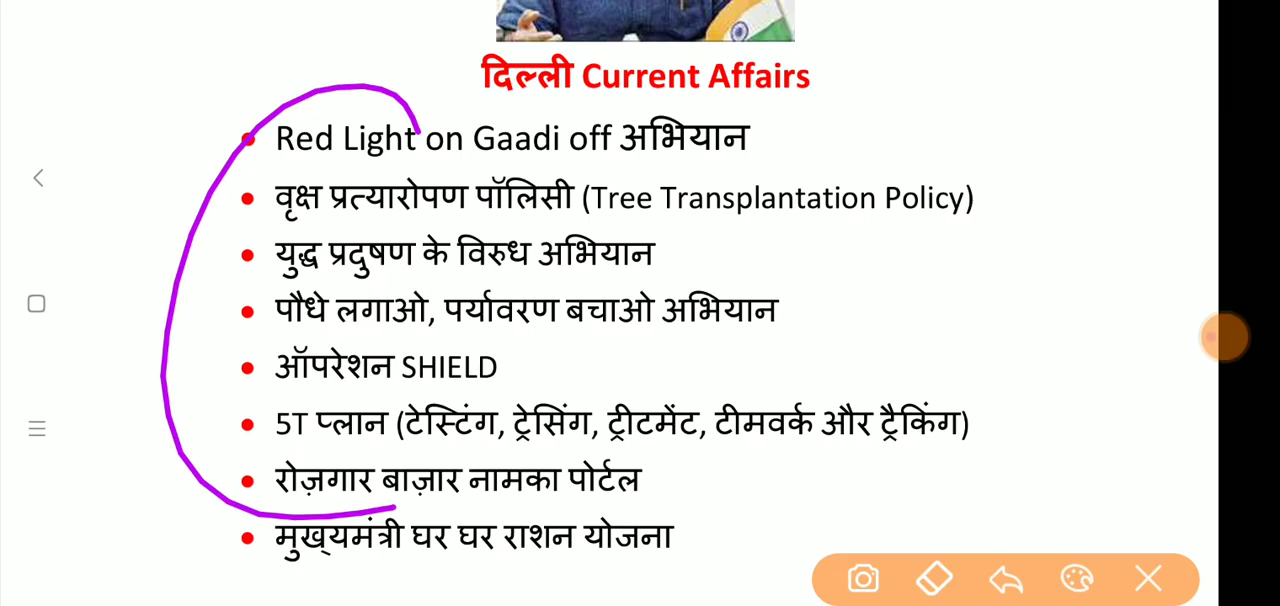 दिल्ली Current Affairs
Red Light on Gaadi off अभियान
वृक्ष प्रत्यारोपण पॉलिसी (Tree Transplantation Policy)
युद्ध प्रदुषण के विरुध अभियान
पौधे लगाओ, पर्यावरण बचाओ अभियान
ऑपरेशन SHIELD
5T प्लान (टेस्टिंग, ट्रेसिंग, ट्रीटमेंट, टीमवर्क और ट्रैकिंग)
रोज़गार बाज़ार नामका पोर्टल
मुख्यमंत्री घर घर राशन योजना